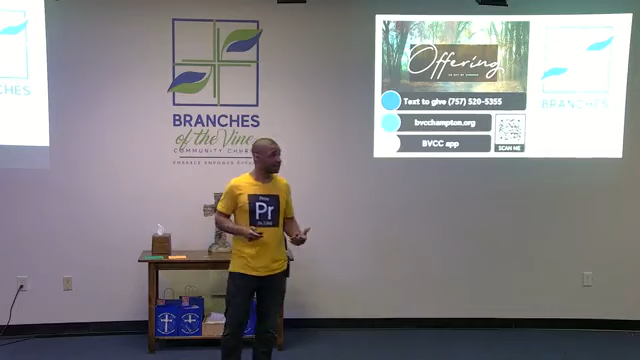 CHES
BRANCHES
of the Vine
COMMUNITY CHURCH
Pr
Offering
Text to give (757) 520-5355
bvcchampton.org
BVCC app
SCAN ME
BRANCHES